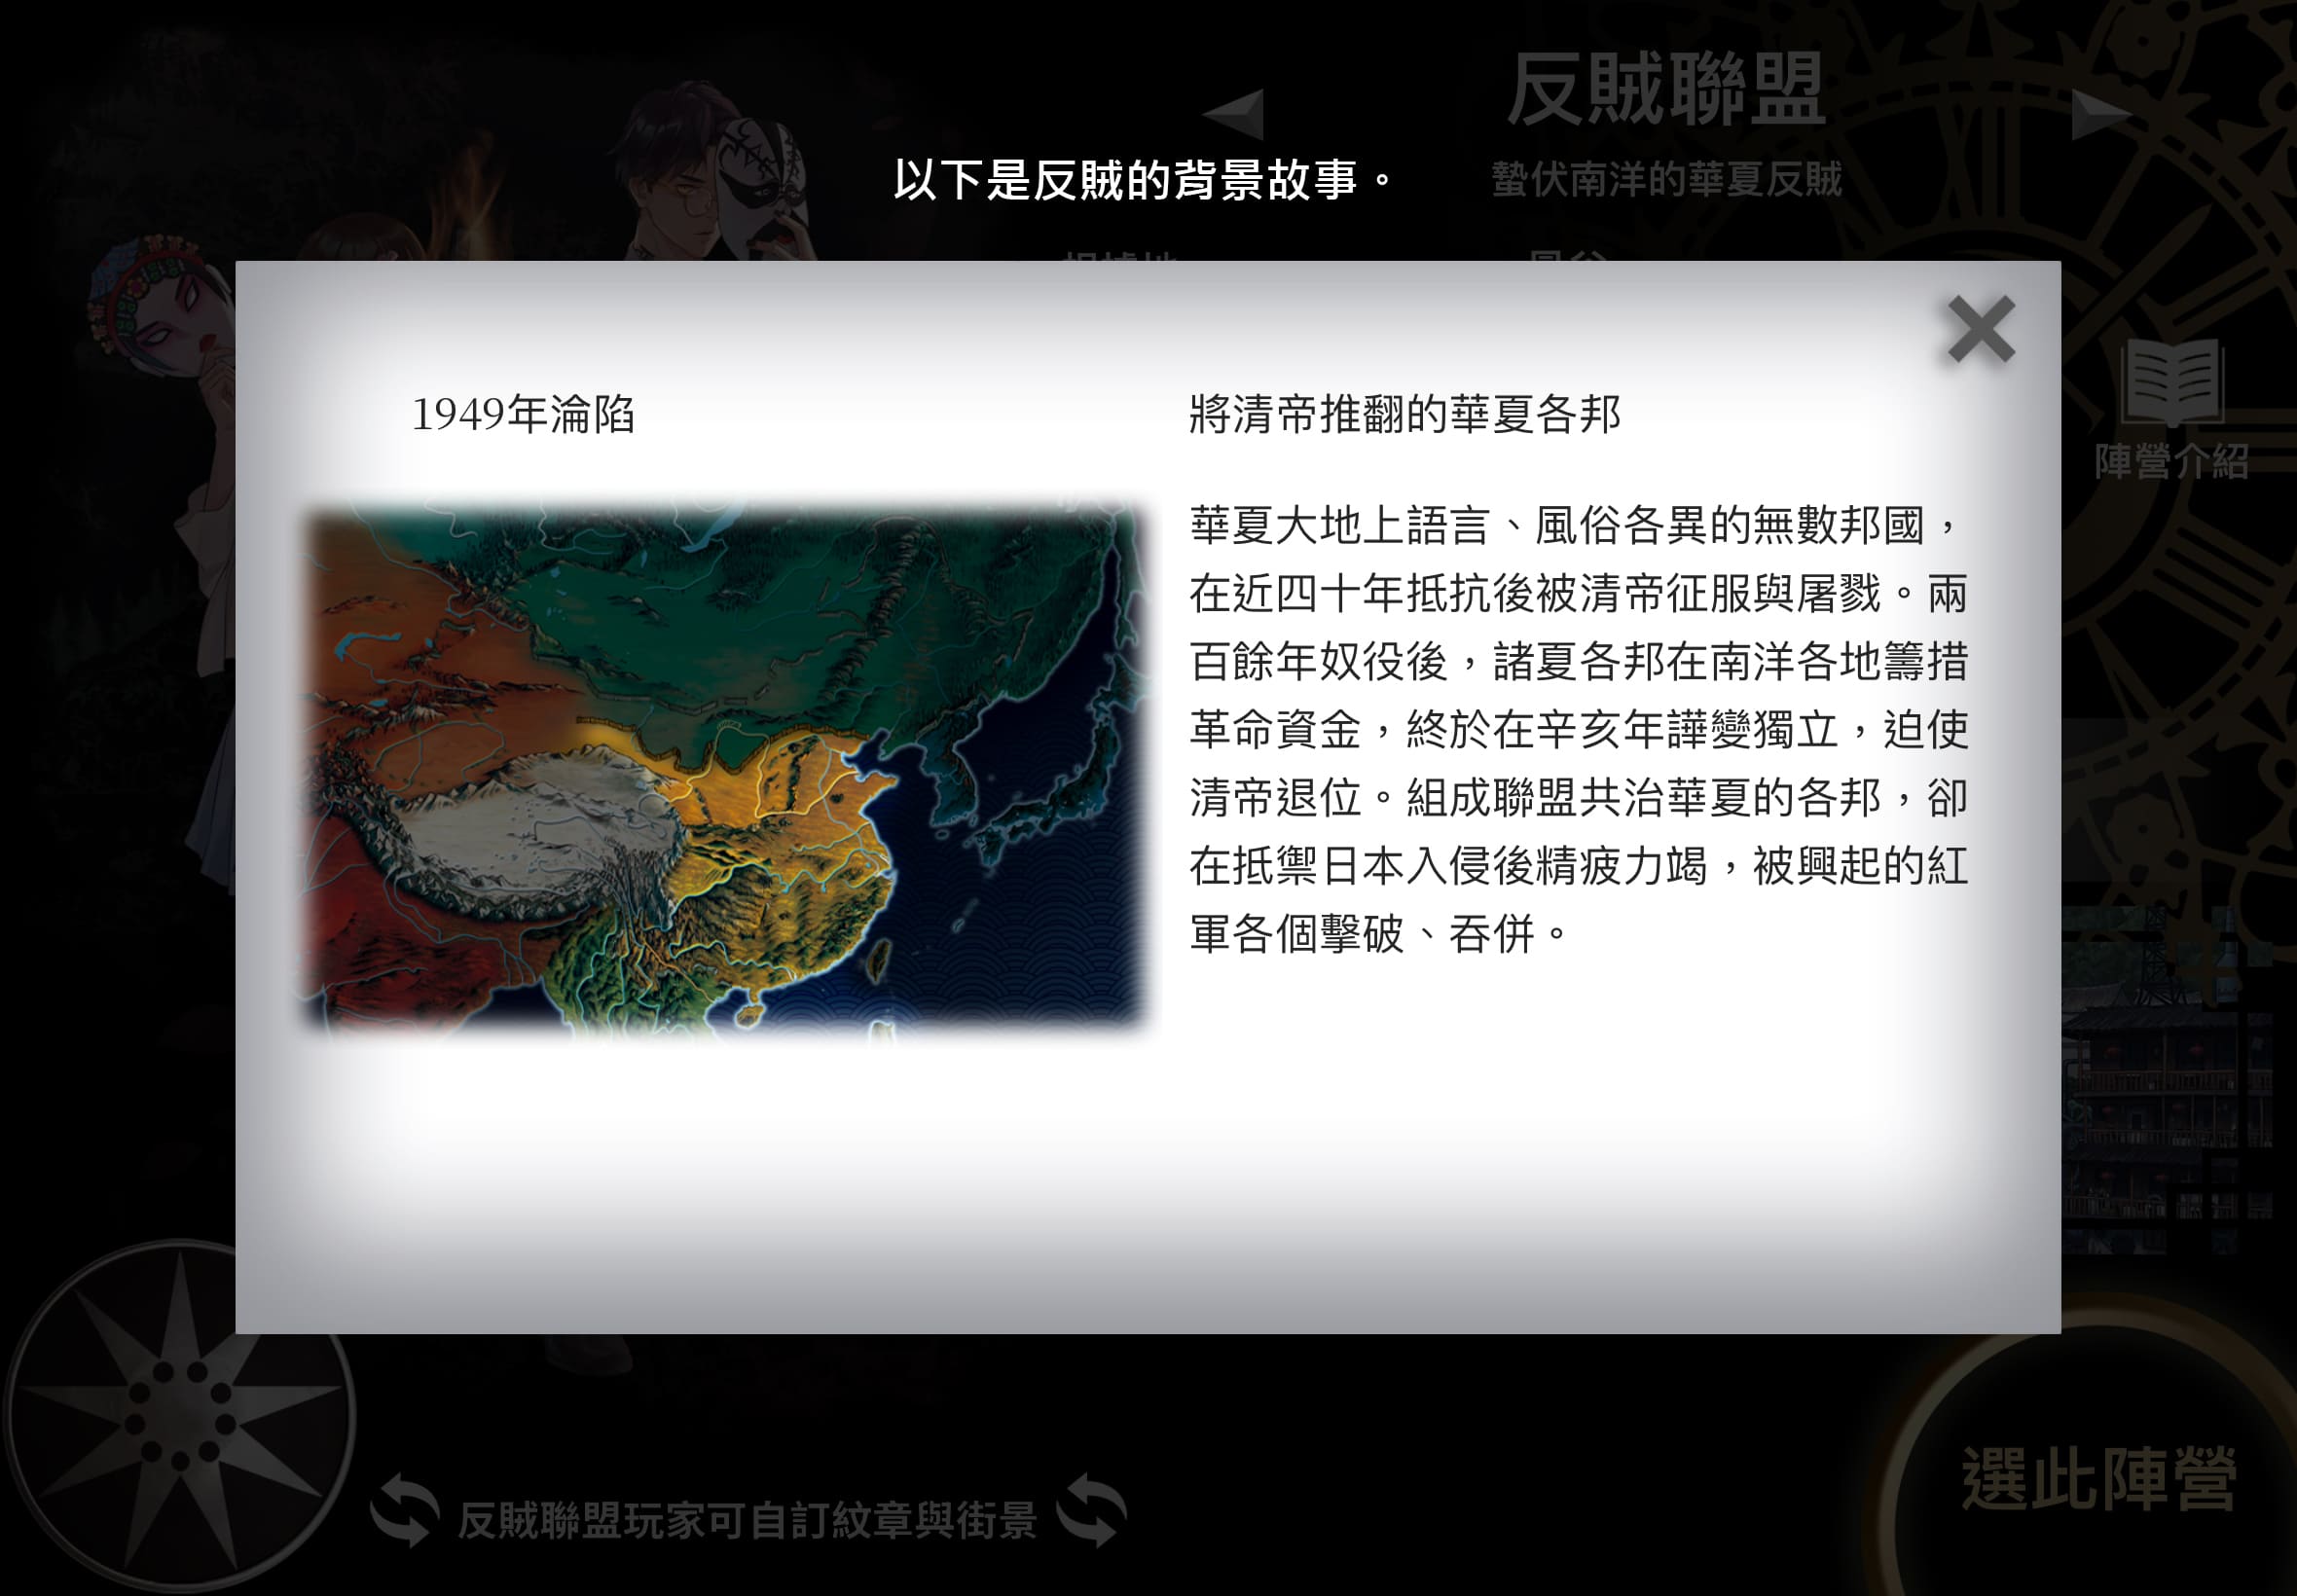 反賊聯盟
以下是反賊的背景故事。
蟄伏南洋的華夏反賊
1949年淪陷
將清帝推翻的華夏各邦
華夏大地上語言、風俗各異的無數邦國，
在近四十年抵抗後被清帝征服與屠戮。兩
百餘年奴役後，諸夏各邦在南洋各地籌措
革命資金，終於在辛亥年譁變獨立，迫使
清帝退位。組成聯盟共治華夏的各邦，卻
在抵禦日本入侵後精疲力竭，被興起的紅
軍各個擊破、吞併。
陣營介紹
反賊聯盟玩家可自訂紋章與街景
選此陣營